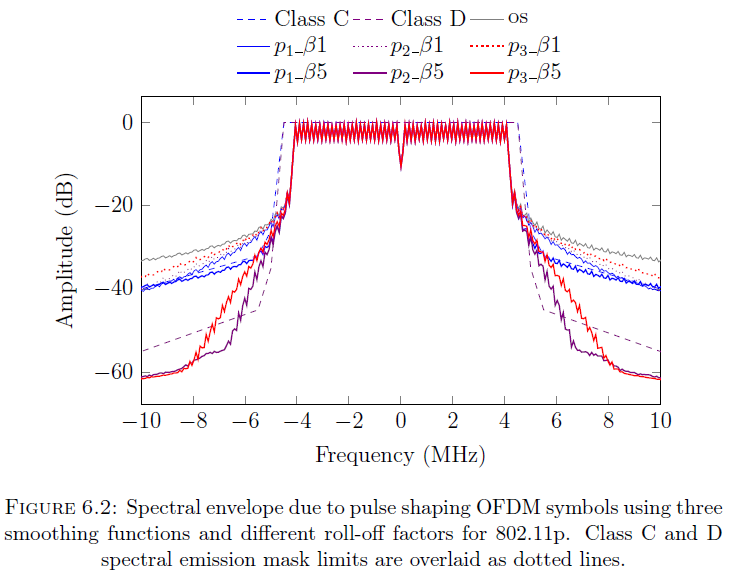 Class C Class D os
p₁_β1 p₂_β1 p₃_β1
p₁_β5 p₂_β5 p₃_β5
0
−20
−40
−60
Amplitude (dB)
−10 −8 −6 −4 −2 0 2 4 6 8 10
Frequency (MHz)
FIGURE 6.2: Spectral envelope due to pulse shaping OFDM symbols using three
smoothing functions and different roll-off factors for 802.11p. Class C and D
spectral emission mask limits are overlaid as dotted lines.